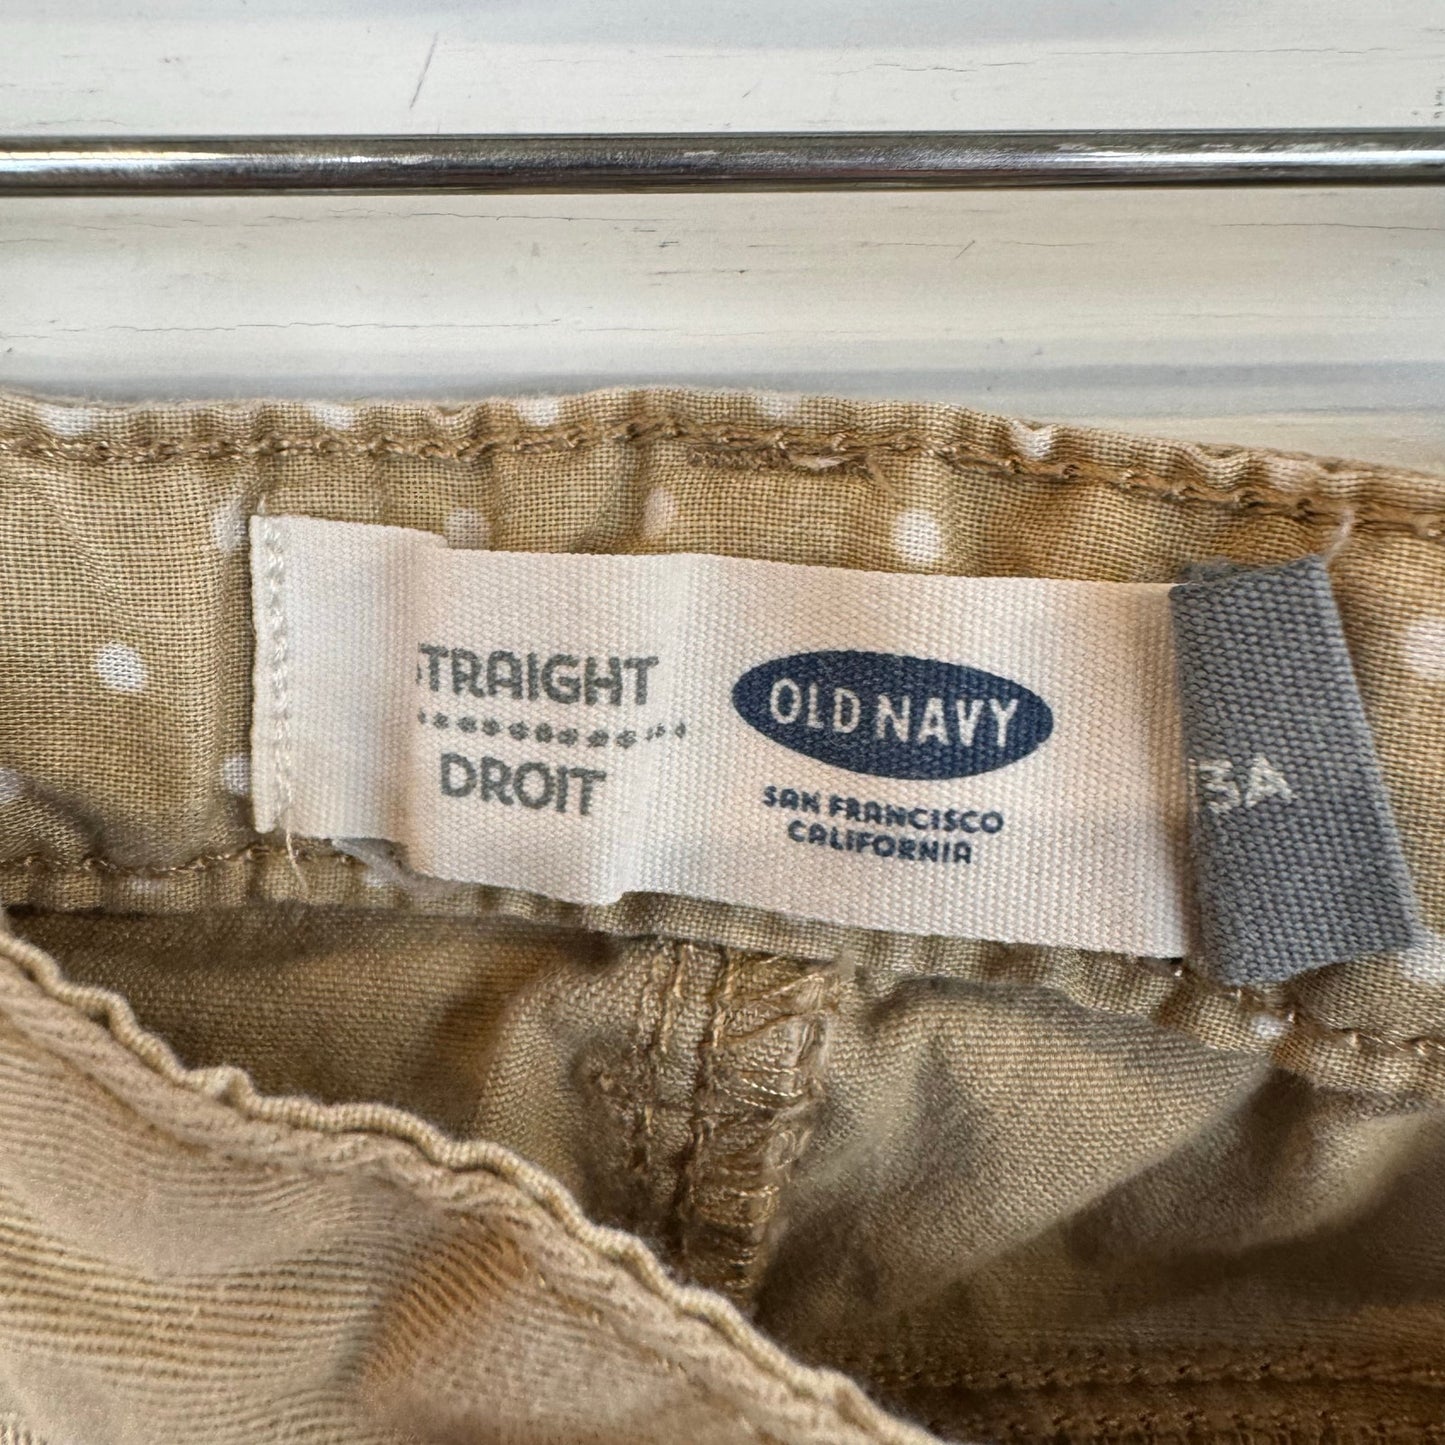 STRAIGHT
DROIT
OLD NAVY
SAN FRANCISCO
CALIFORNIA
3A